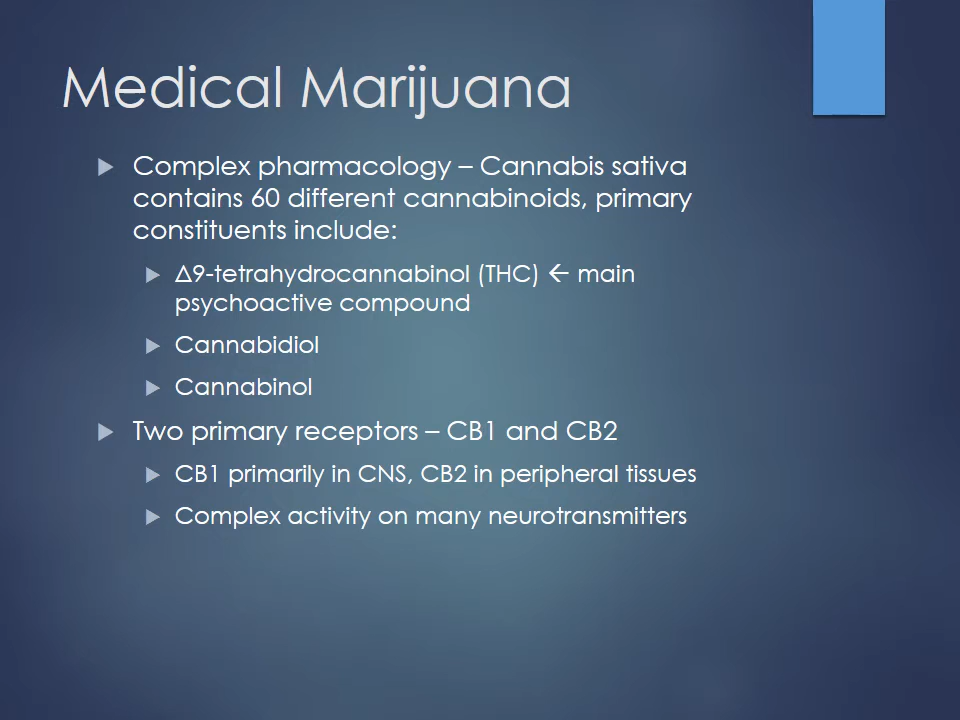 Medical Marijuana
Complex pharmacology – Cannabis sativa
contains 60 different cannabinoids, primary
constituents include:
Δ9-tetrahydrocannabinol (THC) ← main
psychoactive compound
Cannabidiol
Cannabinol
Two primary receptors – CB1 and CB2
CB1 primarily in CNS, CB2 in peripheral tissues
Complex activity on many neurotransmitters